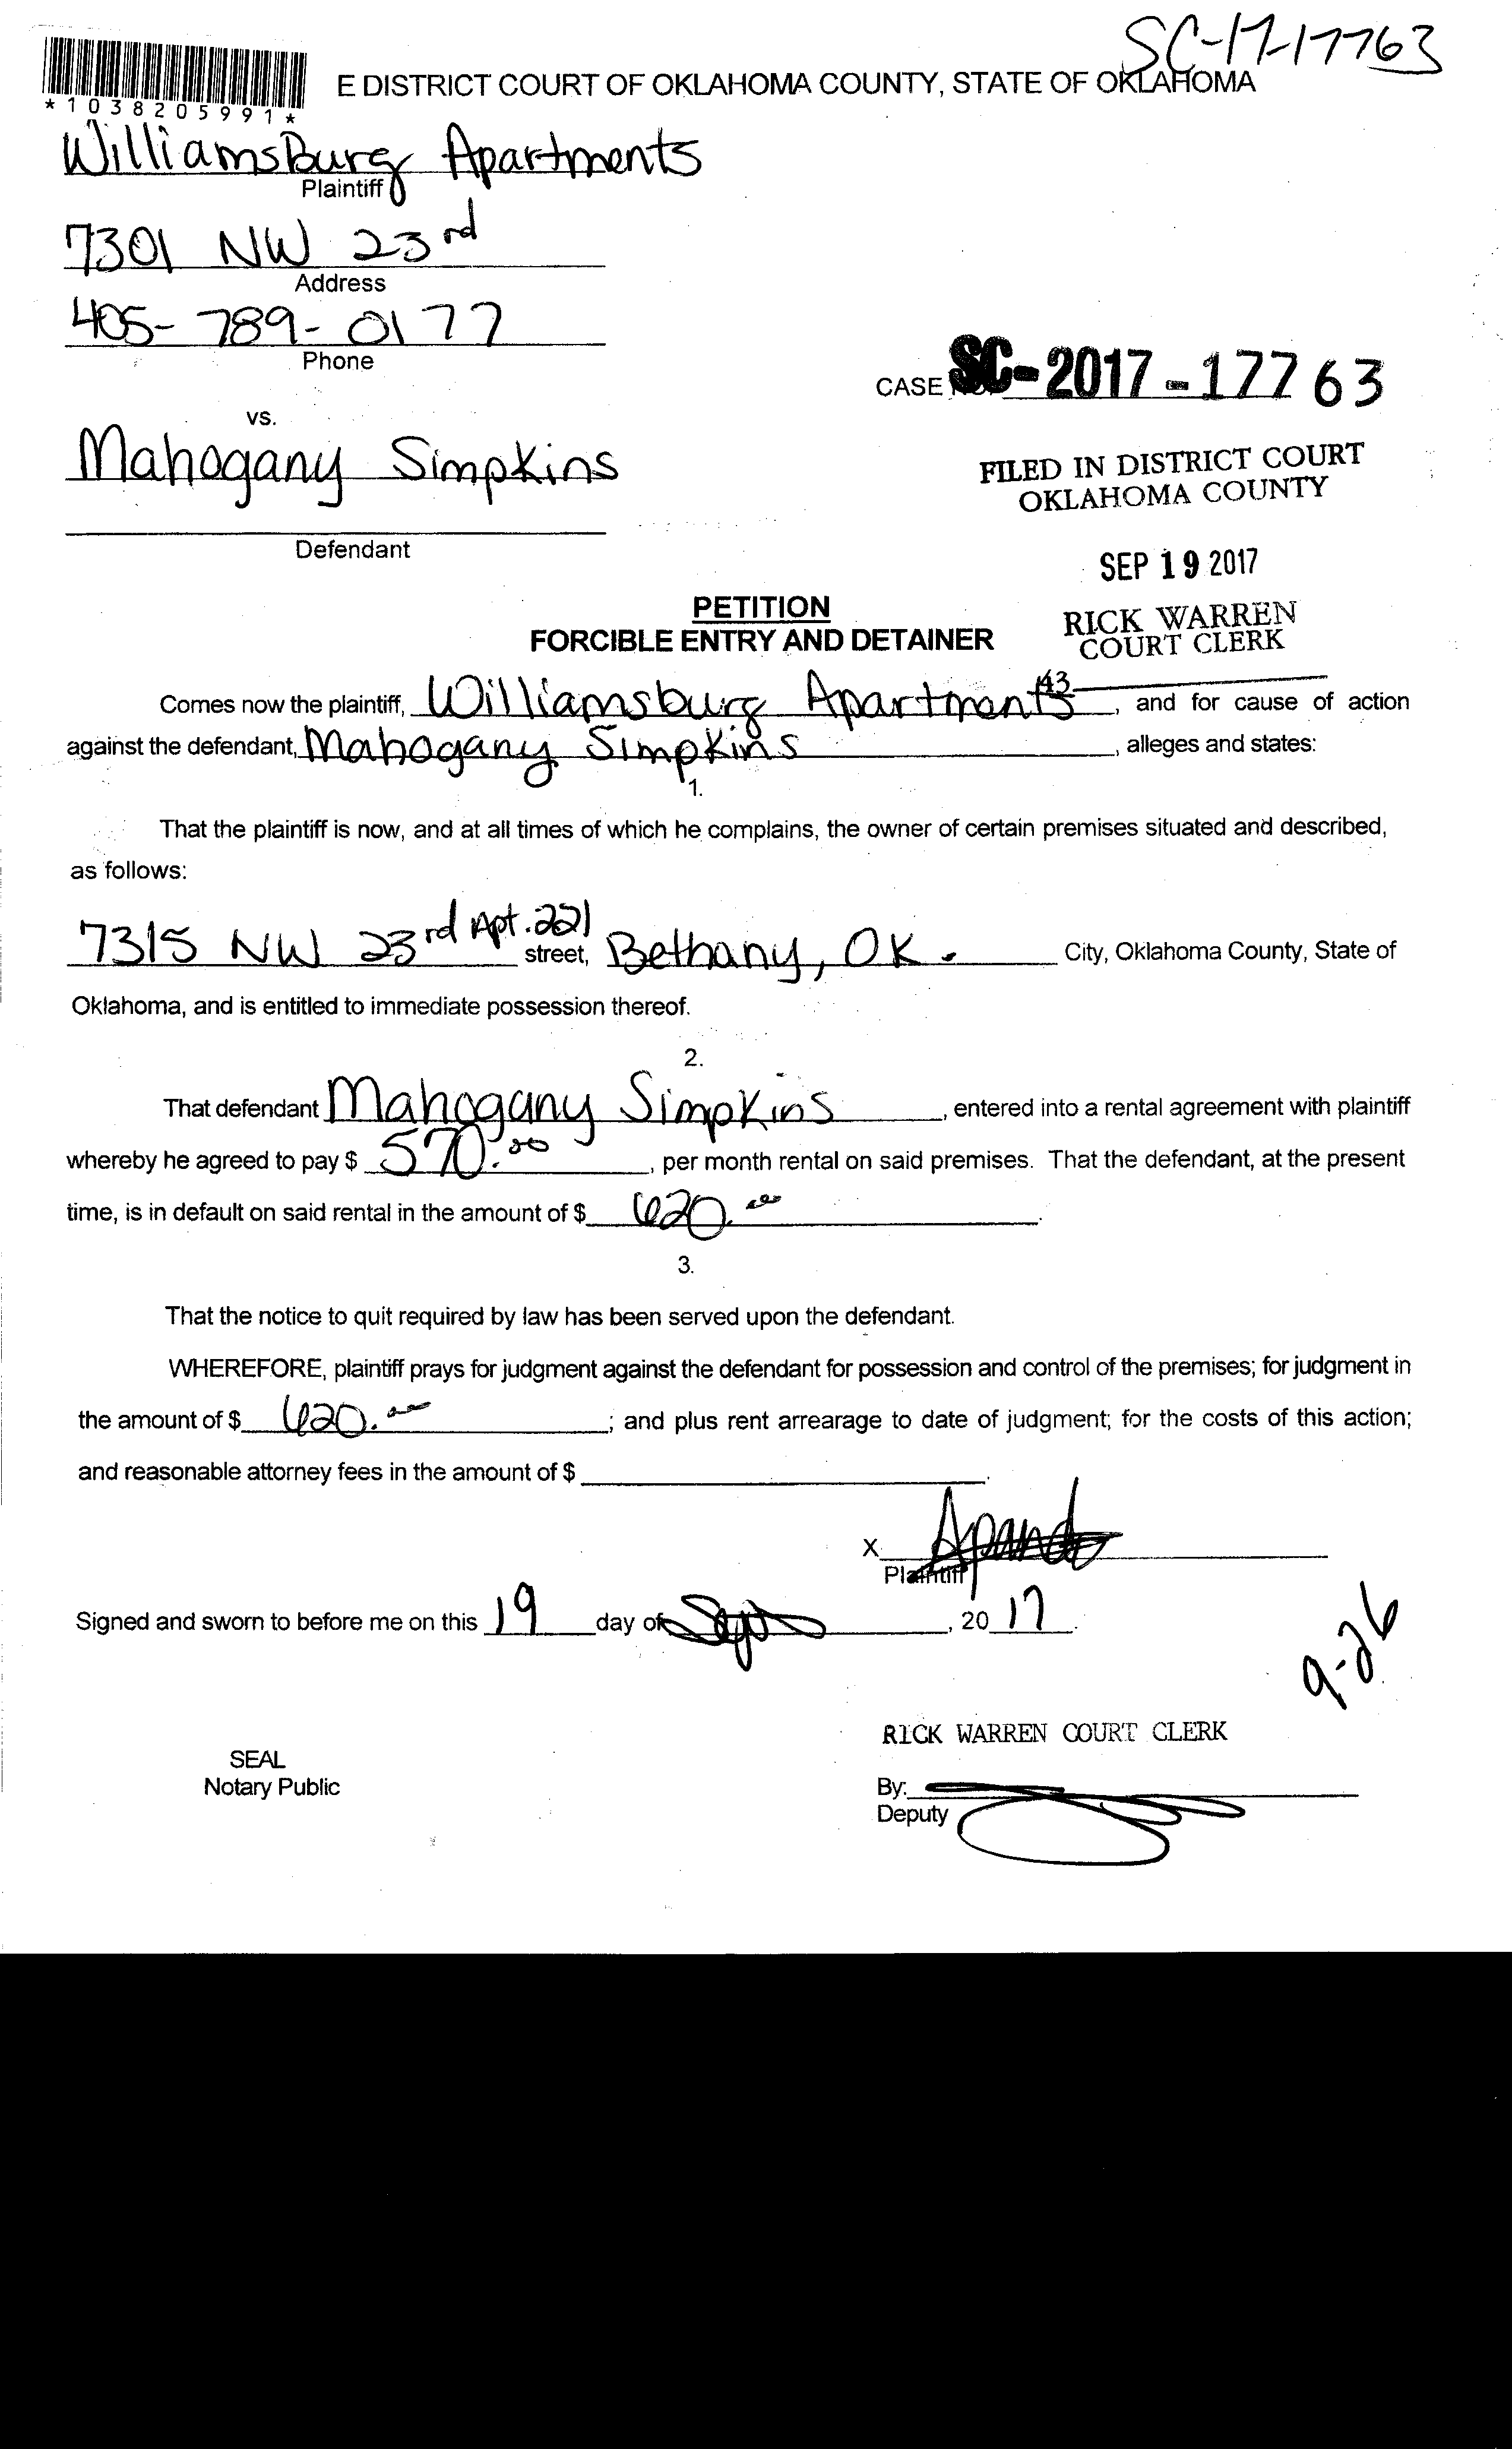 SC-17-17763
E DISTRICT COURT OF OKLAHOMA COUNTY, STATE OF OKLAHOMA
*1038205991*
Williamsburg Apartments
Plaintiff
7301 NW 23rd
Address
405-789-0177
Phone
CASE NO. SC-2017-17763
vs.
Mahogany Simpkins
FILED IN DISTRICT COURT
OKLAHOMA COUNTY
Defendant
SEP 19 2017
PETITION
FORCIBLE ENTRY AND DETAINER
RICK WARREN
COURT CLERK
43
Comes now the plaintiff, Williamsburg Apartments, and for cause of action
against the defendant, Mahogany Simpkins, alleges and states:
1.
That the plaintiff is now, and at all times of which he complains, the owner of certain premises situated and described,
as follows:
7315 NW 23rd Apt. 221 street, Bethany, OK. City, Oklahoma County, State of
Oklahoma, and is entitled to immediate possession thereof.
2.
That defendant Mahogany Simpkins, entered into a rental agreement with plaintiff
whereby he agreed to pay $ 570.00, per month rental on said premises. That the defendant, at the present
time, is in default on said rental in the amount of $ 620.00.
3.
That the notice to quit required by law has been served upon the defendant.
WHEREFORE, plaintiff prays for judgment against the defendant for possession and control of the premises; for judgment in
the amount of $ 620.00; and plus rent arrearage to date of judgment; for the costs of this action;
and reasonable attorney fees in the amount of $ .
X
Plaintiff
Signed and sworn to before me on this 19 day of Sept, 2017.
9-26
RICK WARREN COURT CLERK
SEAL
Notary Public
By:
Deputy